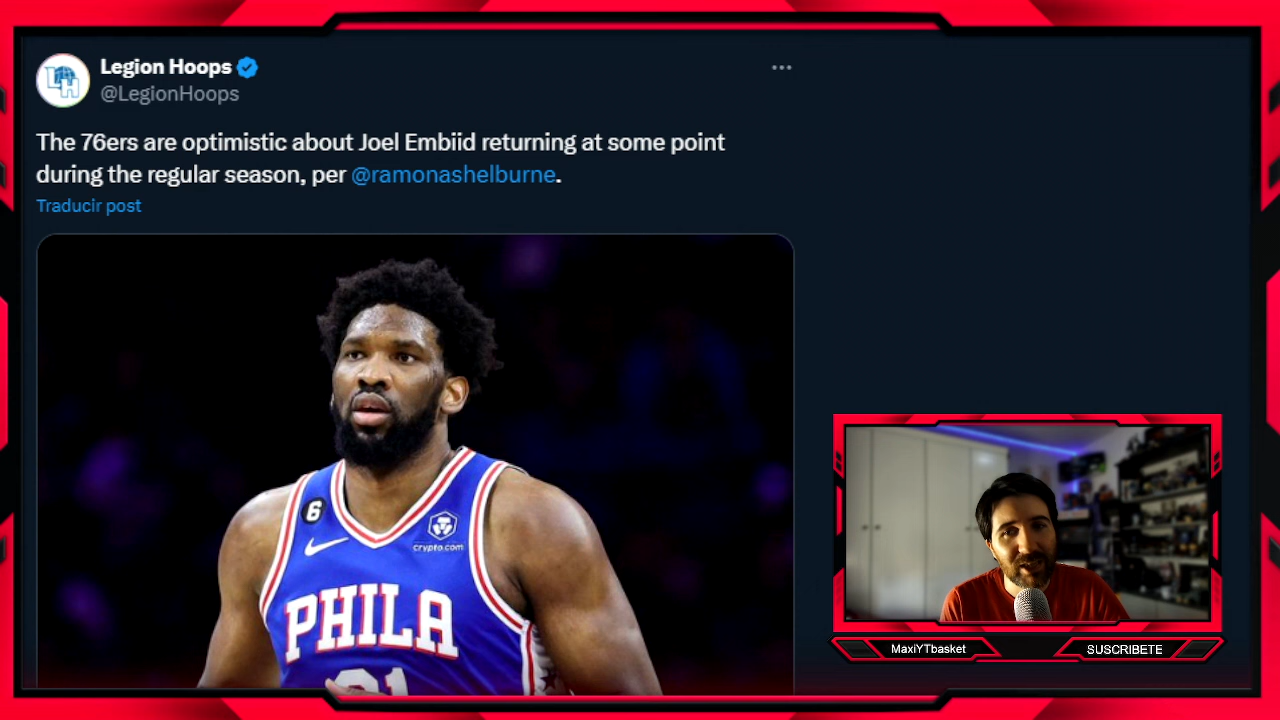 Legion Hoops
@LegionHoops
The 76ers are optimistic about Joel Embiid returning at some point
during the regular season, per @ramonashelburne.
Traducir post
6
crypto.com
PHILA
21
MaxiYTbasket
SUSCRIBETE